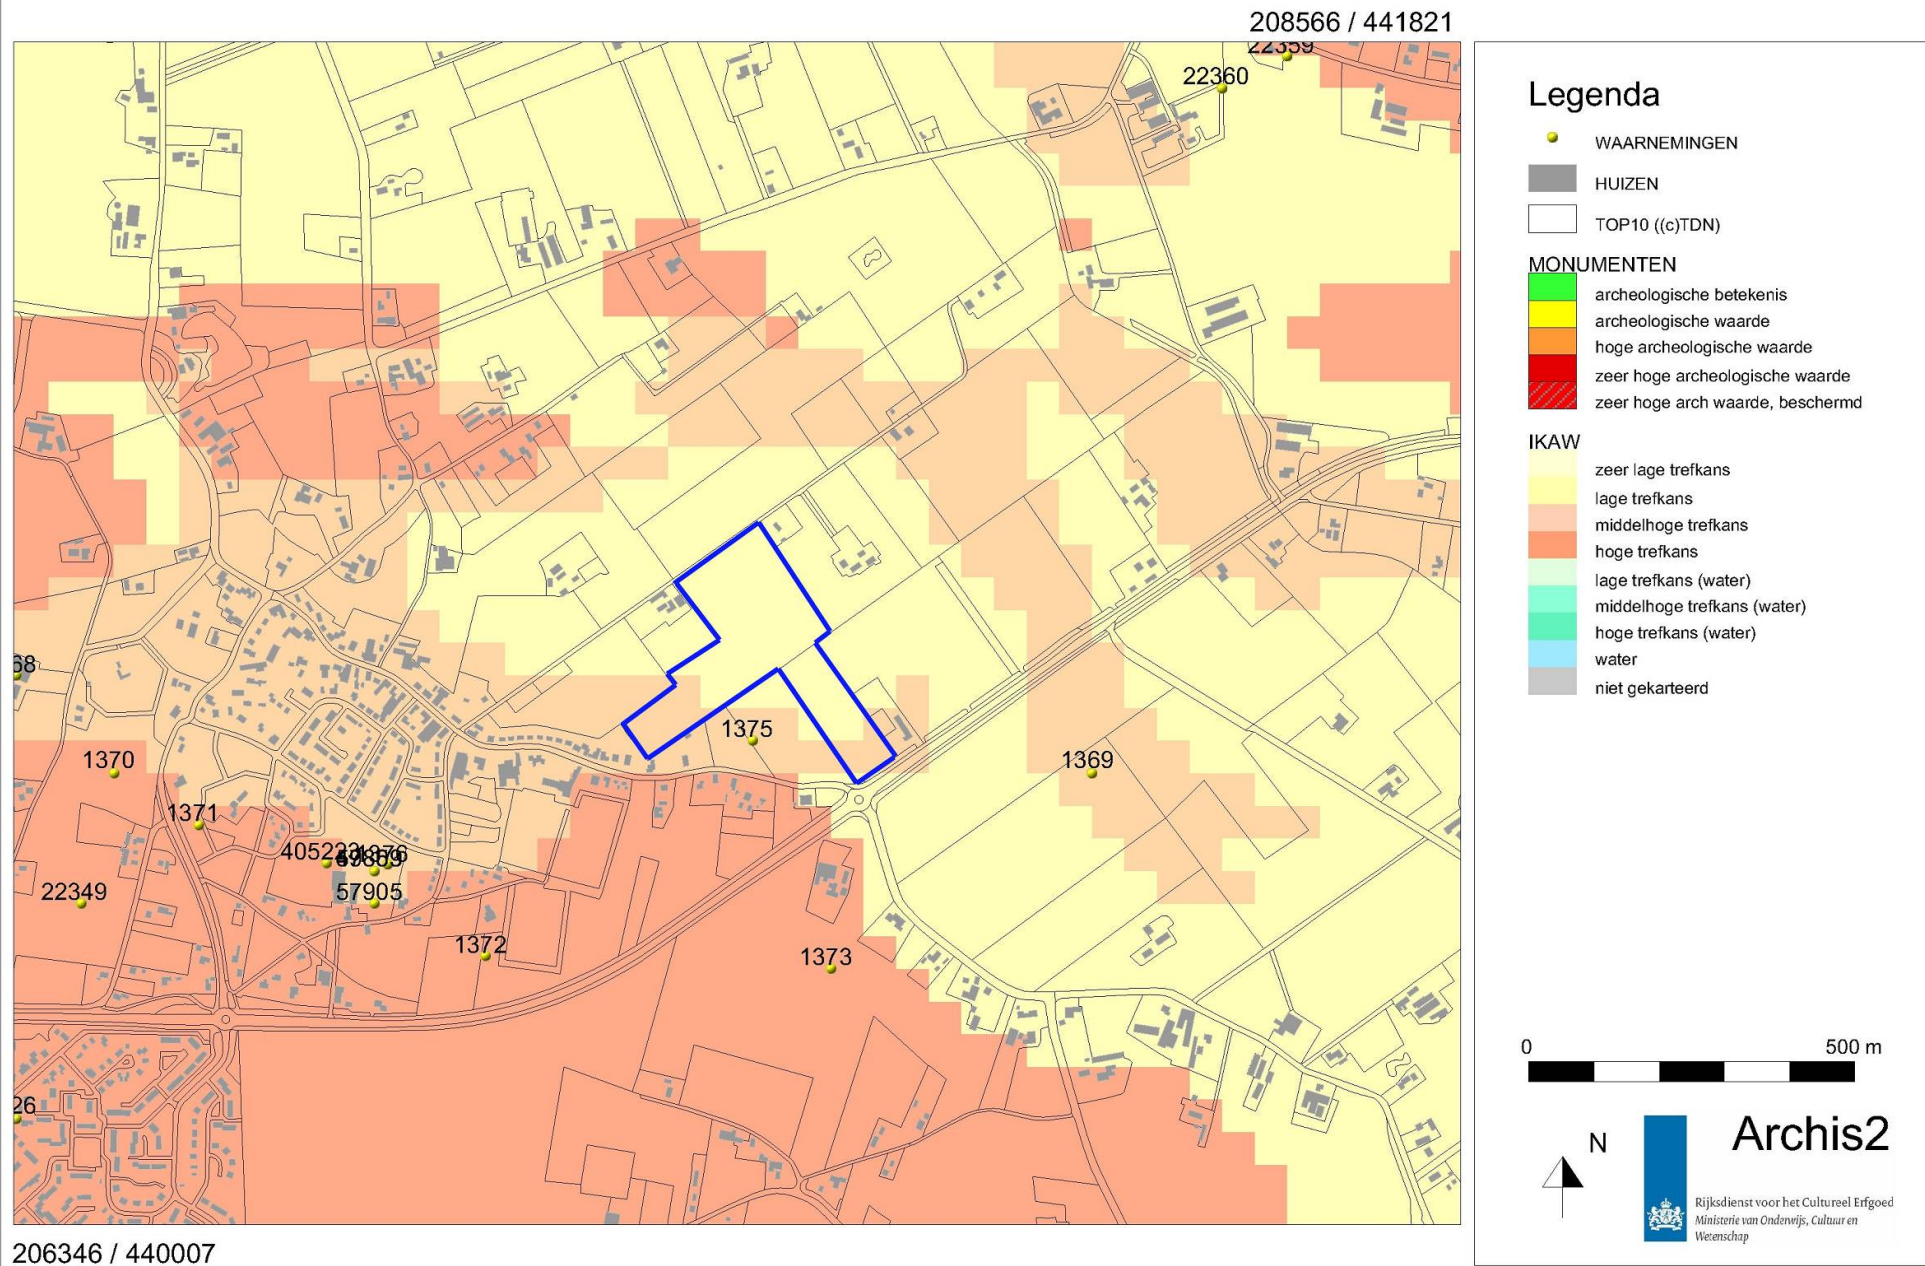 208566 / 441821
22359
22360
68
1375
1370
1369
1371
405223
57905
22349
1372
1373
26
206346 / 440007
Legenda
WAARNEMINGEN
HUIZEN
TOP10 ((c)TDN)
MONUMENTEN
archeologische betekenis
archeologische waarde
hoge archeologische waarde
zeer hoge archeologische waarde
zeer hoge arch waarde, beschermd
IKAW
zeer lage trefkans
lage trefkans
middelhoge trefkans
hoge trefkans
lage trefkans (water)
middelhoge trefkans (water)
hoge trefkans (water)
water
niet gekarteerd
0 500 m
N
Archis2
Rijksdienst voor het Cultureel Erfgoed
Ministerie van Onderwijs, Cultuur en
Wetenschap